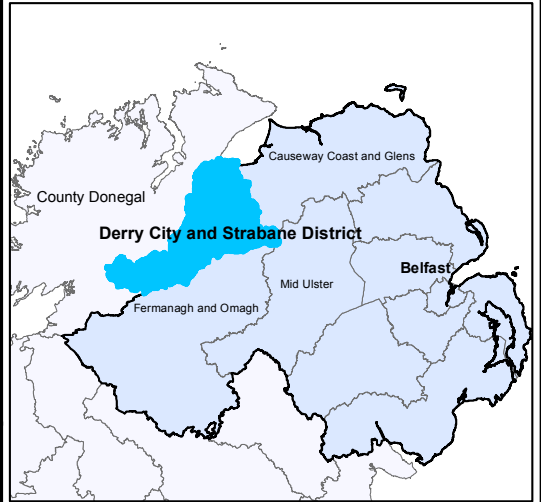 Causeway Coast and Glens
County Donegal
Derry City and Strabane District
Belfast
Mid Ulster
Fermanagh and Omagh